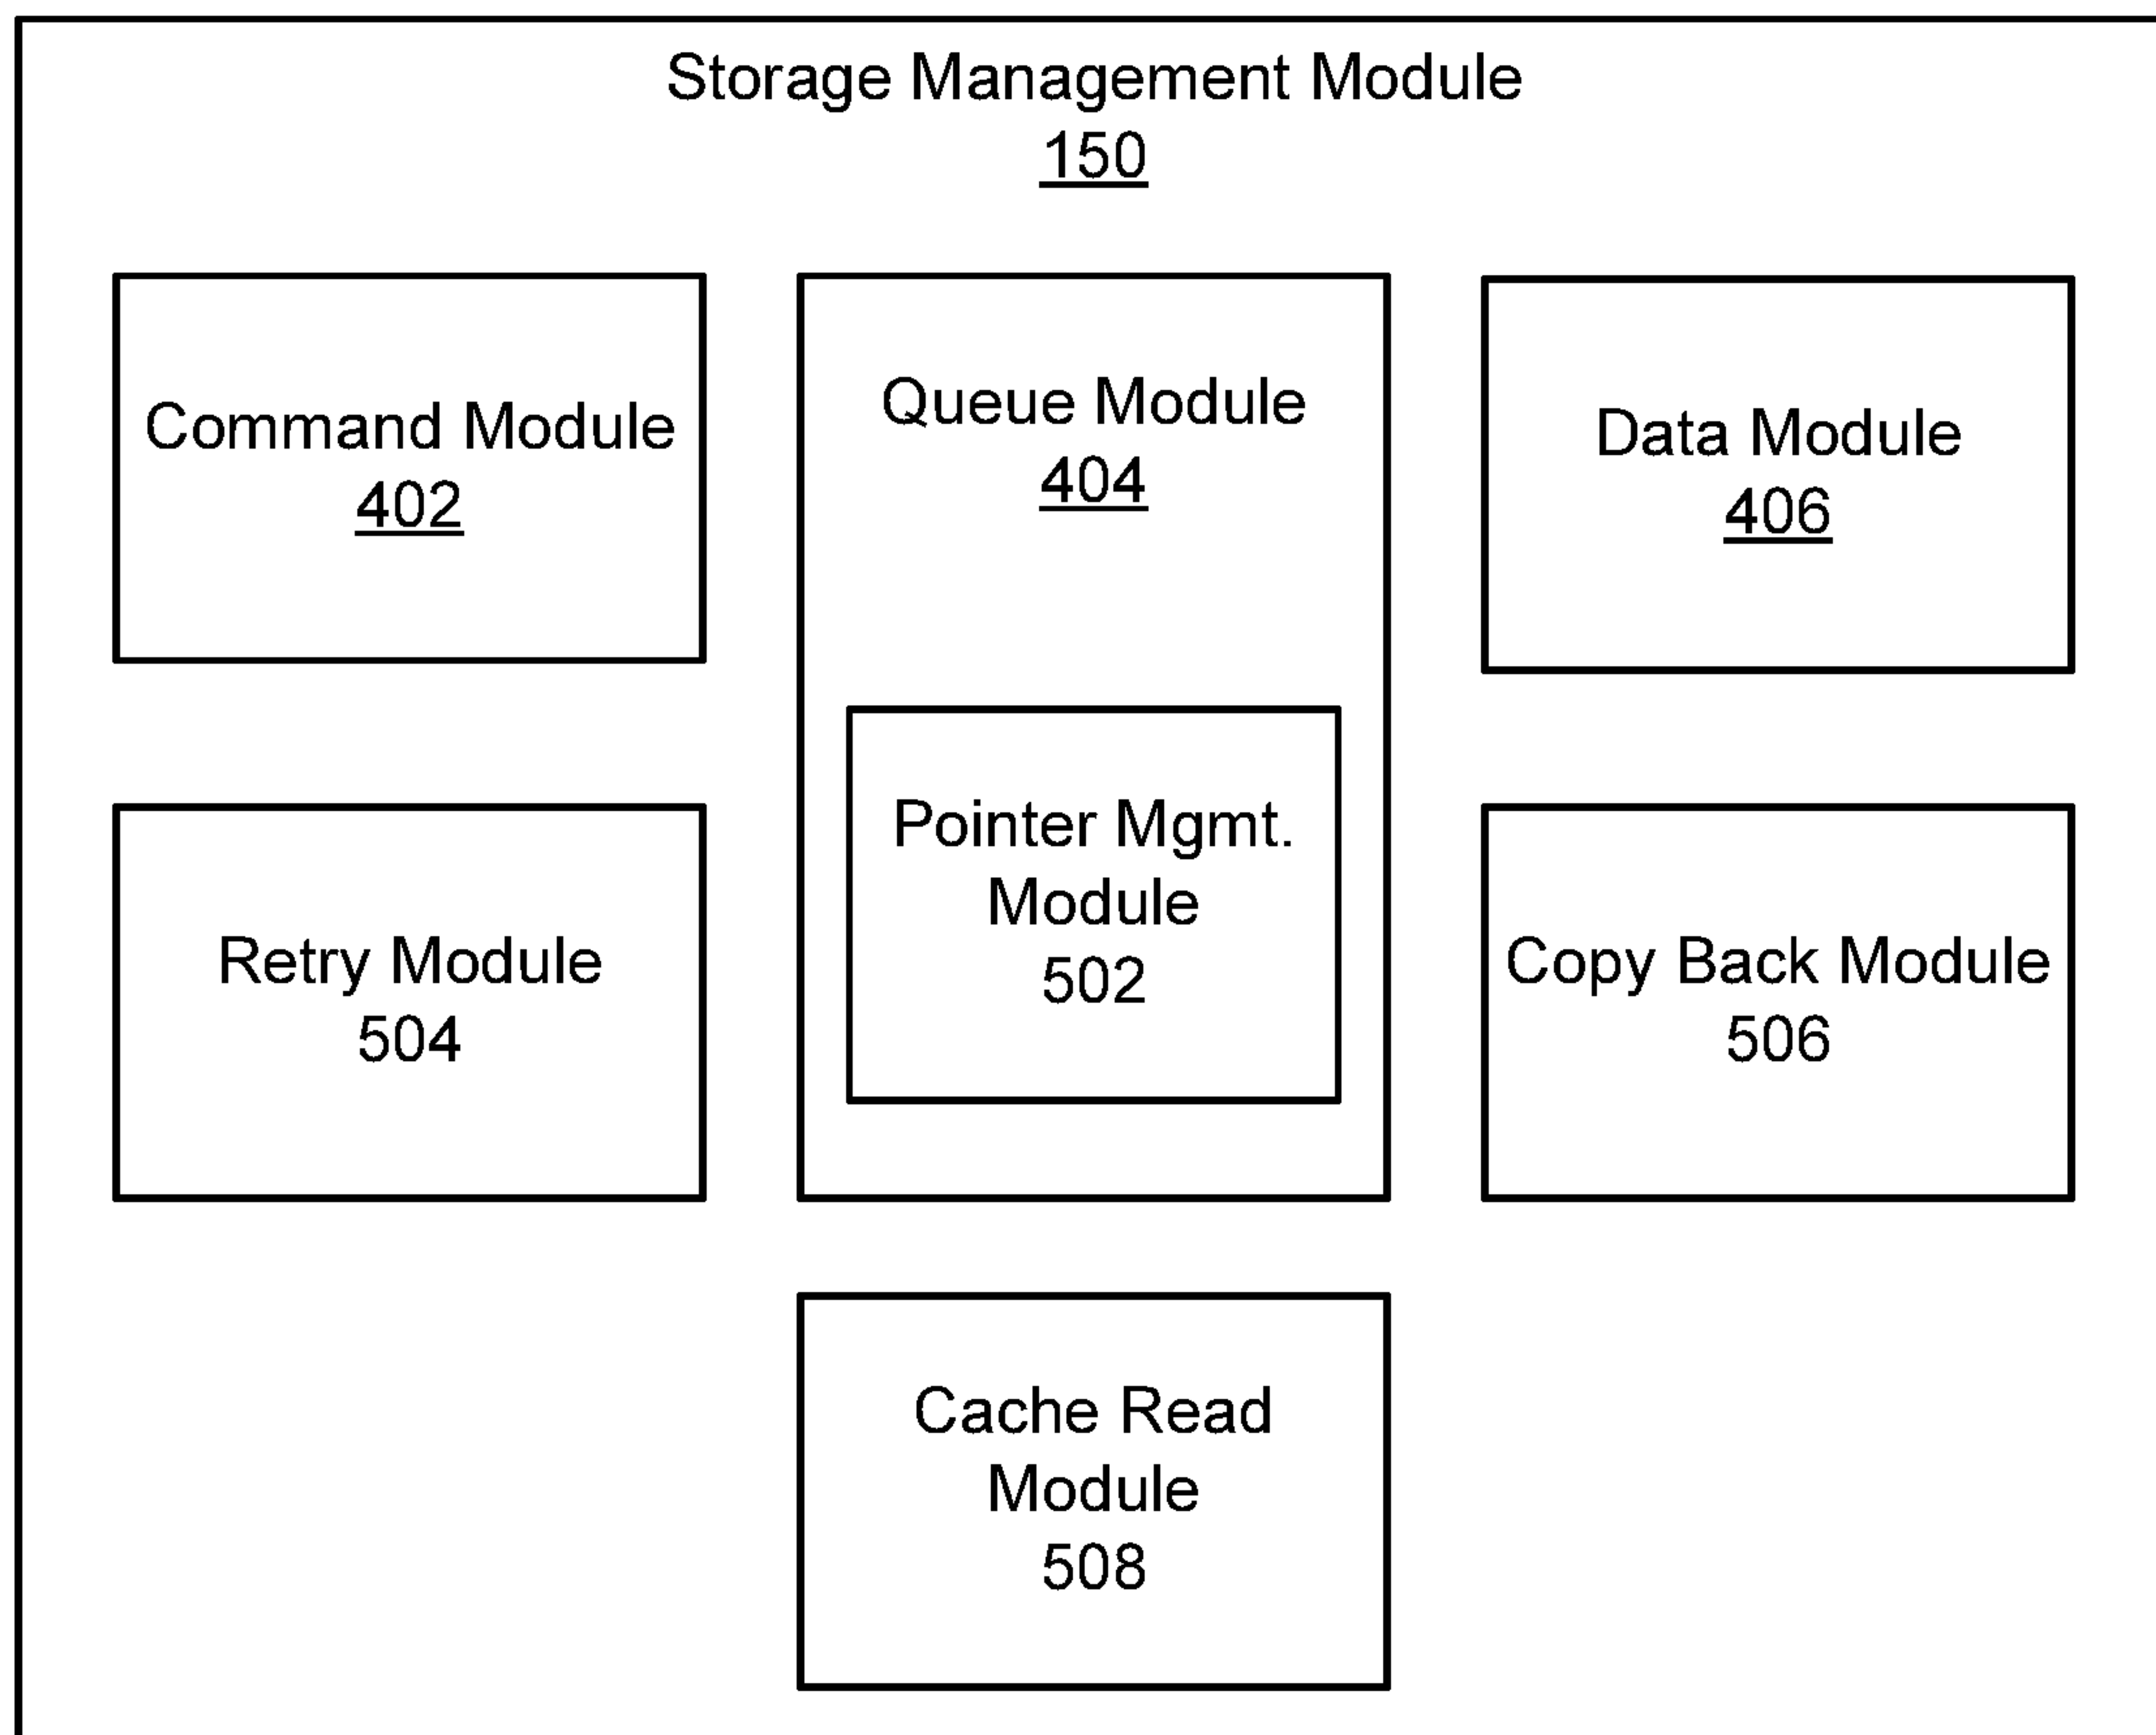 Storage Management Module
150
Command Module
402
Queue Module
404
Data Module
406
Pointer Mgmt.
Module
502
Retry Module
504
Copy Back Module
506
Cache Read
Module
508